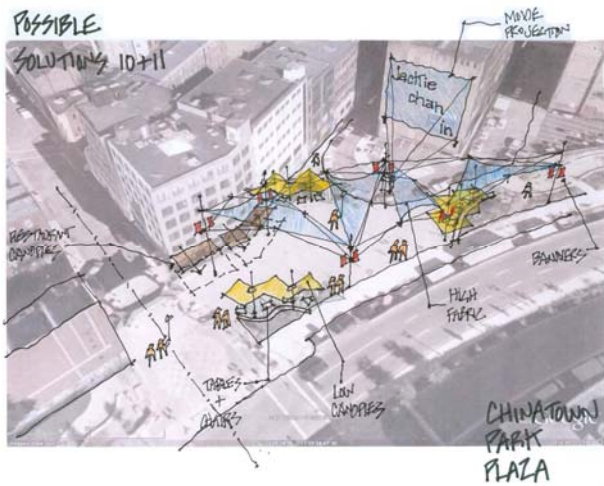 POSSIBLE
SOLUTIONS 10+11
MOVIE
PROJECTION
Jackie
chan
in
RESTAURANT
CANOPIES
BANNERS
HIGH
FABRIC
TABLES
+
CHAIRS
LOW
CANOPIES
CHINATOWN
PARK
PLAZA